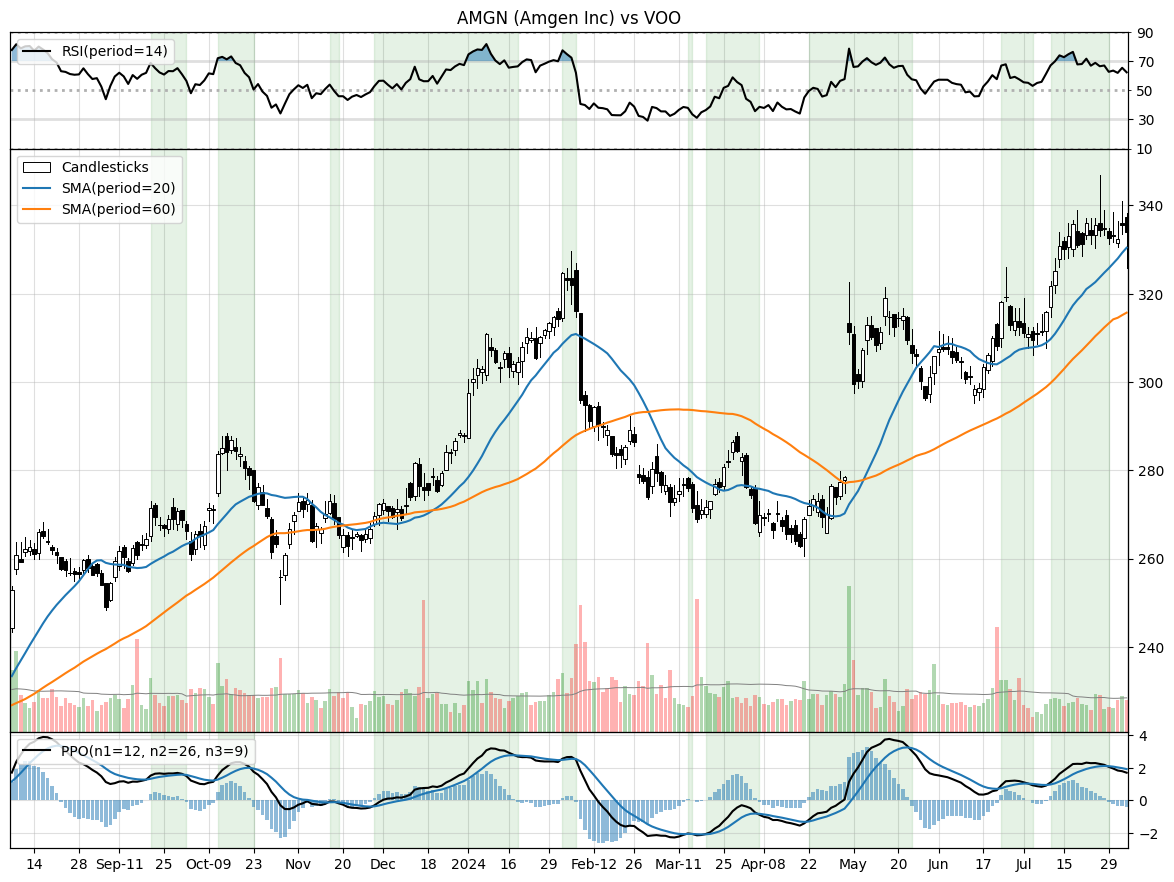 AMGN (Amgen Inc) vs VOO
RSI(period=14)
90
70
50
30
10
Candlesticks
SMA(period=20)
SMA(period=60)
340
320
300
280
260
240
PPO(n1=12, n2=26, n3=9)
4
2
0
−2
14 28 Sep-11 25 Oct-09 23 Nov 20 Dec 18 2024 16 29 Feb-12 26 Mar-11 25 Apr-08 22 May 20 Jun 17 Jul 15 29